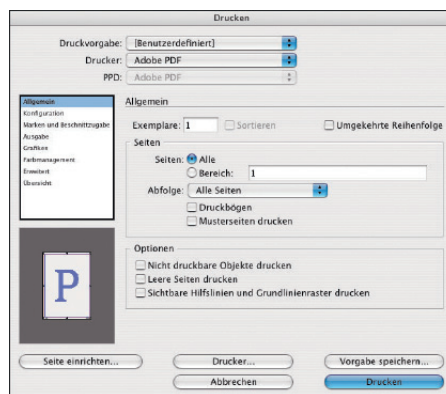 Drucken
Druckvorgabe: [Benutzerdefiniert]
Drucker: Adobe PDF
PPD: Adobe PDF
Allgemein
Konfiguration
Marken und Beschnittzugabe
Ausgabe
Grafiken
Farbmanagement
Erweitert
Übersicht
Allgemein
Exemplare: 1 Sortieren Umgekehrte Reihenfolge
Seiten
Seiten: Alle
Bereich: 1
Abfolge: Alle Seiten
Druckbögen
Musterseiten drucken
Optionen
Nicht druckbare Objekte drucken
Leere Seiten drucken
Sichtbare Hilfslinien und Grundlinienraster drucken
P
Seite einrichten... Drucker... Vorgabe speichern...
Abbrechen Drucken